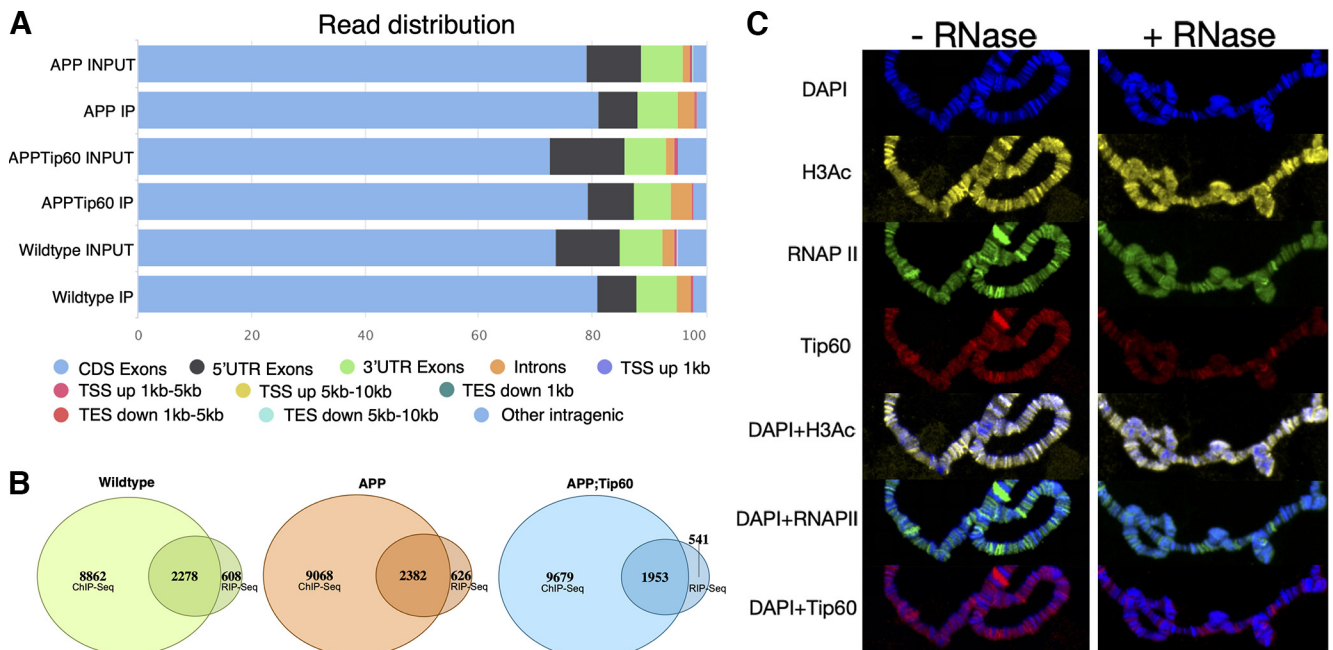 A
Read distribution
APP INPUT
APP IP
APPTip60 INPUT
APPTip60 IP
Wildtype INPUT
Wildtype IP
0 20 40 60 80 100
CDS Exons 5'UTR Exons 3'UTR Exons Introns TSS up 1kb
TSS up 1kb-5kb TSS up 5kb-10kb TES down 1kb
TES down 1kb-5kb TES down 5kb-10kb Other intragenic
B
Wildtype
8862
ChIP-Seq
2278
608
RIP-Seq
APP
9068
ChIP-Seq
2382
626
RIP-Seq
APP;Tip60
9679
ChIP-Seq
1953
541
RIP-Seq
C
- RNase + RNase
DAPI
H3Ac
RNAP II
Tip60
DAPI+H3Ac
DAPI+RNAPII
DAPI+Tip60